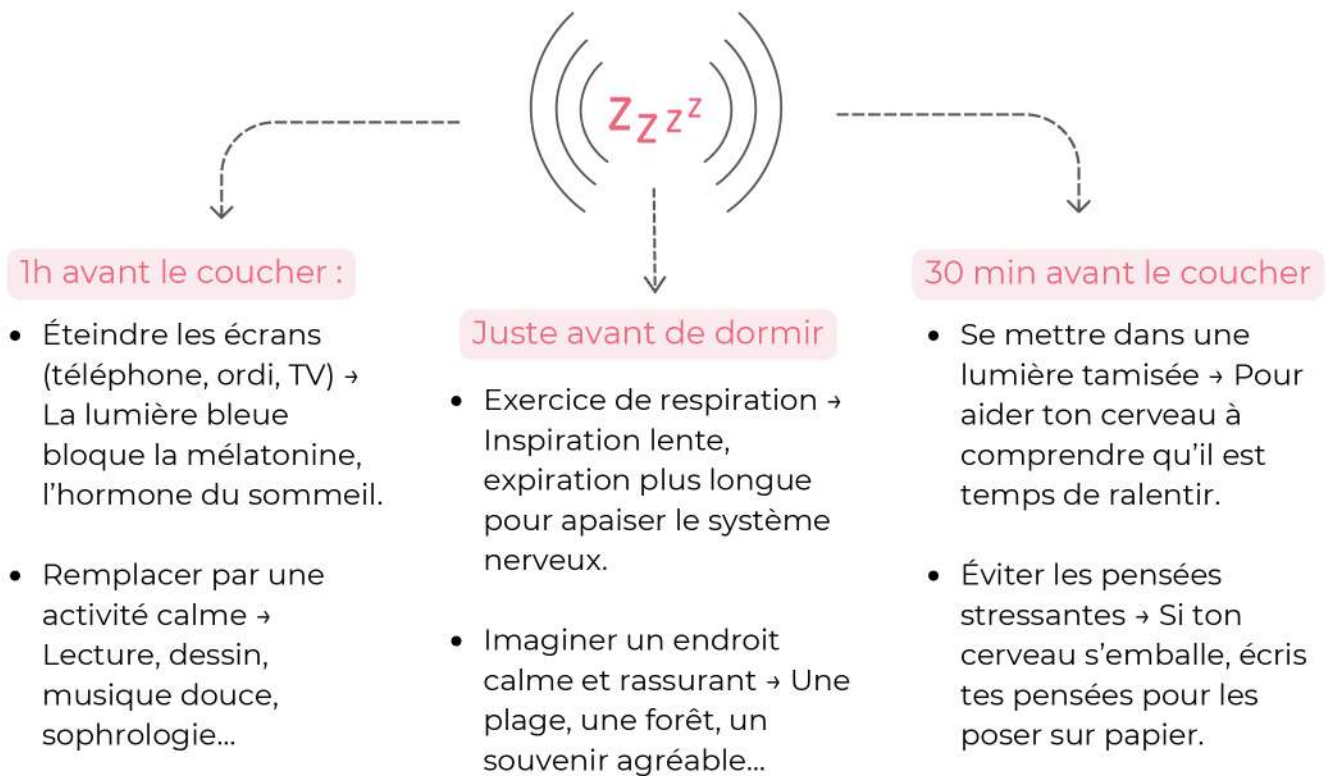 Z z z z
1h avant le coucher :
• Éteindre les écrans
(téléphone, ordi, TV) →
La lumière bleue
bloque la mélatonine,
l'hormone du sommeil.
• Remplacer par une
activité calme →
Lecture, dessin,
musique douce,
sophrologie...
Juste avant de dormir
• Exercice de respiration →
Inspiration lente,
expiration plus longue
pour apaiser le système
nerveux.
• Imaginer un endroit
calme et rassurant → Une
plage, une forêt, un
souvenir agréable...
30 min avant le coucher
• Se mettre dans une
lumière tamisée → Pour
aider ton cerveau à
comprendre qu'il est
temps de ralentir.
• Éviter les pensées
stressantes → Si ton
cerveau s'emballe, écris
tes pensées pour les
poser sur papier.